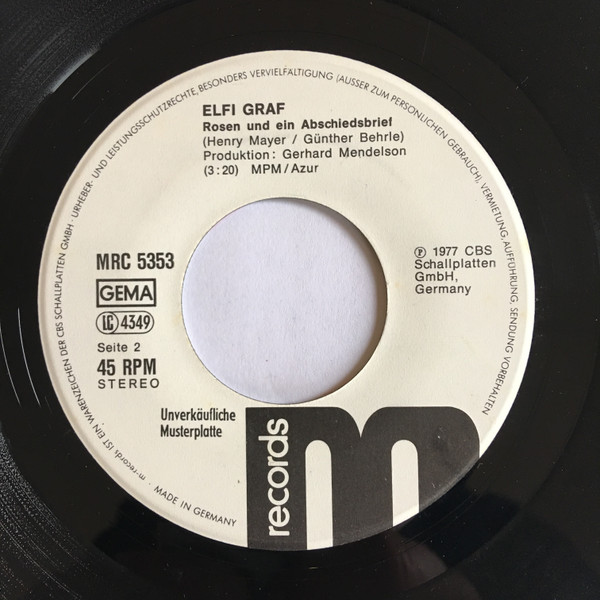 ELFI GRAF
Rosen und ein Abschiedsbrief
(Henry Mayer / Günther Behrle)
Produktion: Gerhard Mendelson
(3:20) MPM/Azur
MRC 5353
GEMA
LC 4349
Seite 2
45 RPM
STEREO
℗ 1977 CBS
Schallplatten
GmbH,
Germany
Unverkäufliche
Musterplatte
records
m
m-records IST EIN WARENZEICHEN DER CBS SCHALLPLATTEN GMBH · URHEBER- UND LEISTUNGSSCHUTZRECHTE, BESONDERS VERVIELFÄLTIGUNG (AUSSER ZUM PERSÖNLICHEN GEBRAUCH), VERMIETUNG, AUFFÜHRUNG, SENDUNG VORBEHALTEN
MADE IN GERMANY